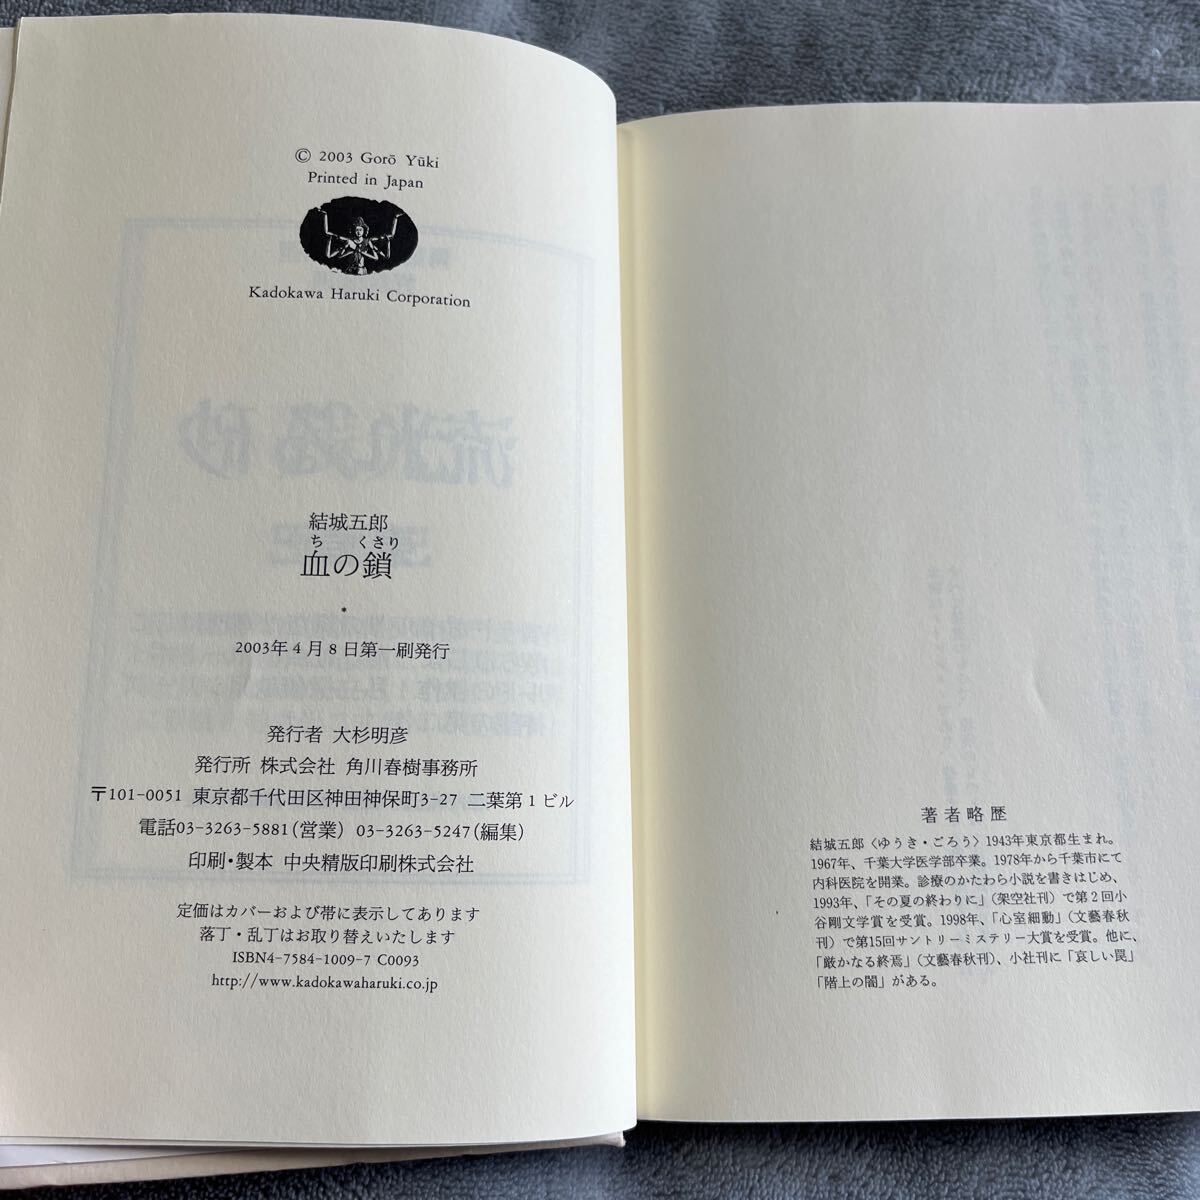 © 2003 Gorō Yūki
Printed in Japan
Kadokawa Haruki Corporation
結城五郎
ち くさり
血の鎖
*
2003年4月8日第一刷発行
発行者 大杉明彦
発行所 株式会社 角川春樹事務所
〒101-0051 東京都千代田区神田神保町3-27 二葉第1ビル
電話03-3263-5881(営業) 03-3263-5247(編集)
印刷・製本 中央精版印刷株式会社
定価はカバーおよび帯に表示してあります
落丁・乱丁はお取り替えいたします
ISBN4-7584-1009-7 C0093
http://www.kadokawaharuki.co.jp
著者略歴
結城五郎〈ゆうき・ごろう〉1943年東京都生まれ。
1967年、千葉大学医学部卒業。1978年から千葉市にて
内科医院を開業。診療のかたわら小説を書きはじめ、
1993年、「その夏の終わりに」(架空社刊)で第2回小
谷剛文学賞を受賞。1998年、「心室細動」(文藝春秋
刊)で第15回サントリーミステリー大賞を受賞。他に、
「厳かなる終焉」(文藝春秋刊)、小社刊に「哀しい罠」
「階上の闇」がある。